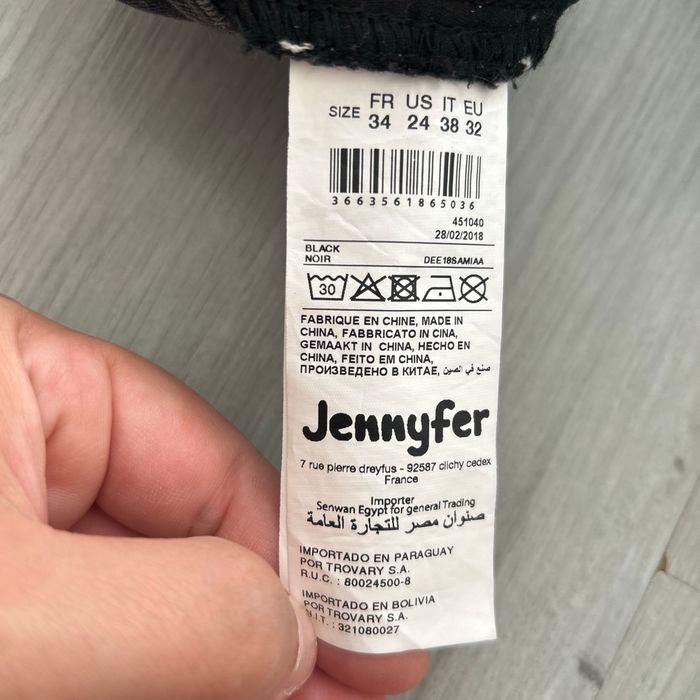 SIZE FR US IT EU
34 24 38 32
3663561865036
451040
28/02/2018
BLACK
NOIR DEE18SAMIAA
30
FABRIQUE EN CHINE, MADE IN
CHINA, FABBRICATO IN CINA,
GEMAAKT IN CHINA, HECHO EN
CHINA, FEITO EM CHINA,
ПРОИЗВЕДЕНО В КИТАЕ, صنع في الصين
Jennyfer
7 rue pierre dreyfus - 92587 clichy cedex
France
Importer
Senwan Egypt for general Trading
صنوان مصر للتجارة العامة
IMPORTADO EN PARAGUAY
POR TROVARY S.A.
R.U.C. : 80024500-8
IMPORTADO EN BOLIVIA
POR TROVARY S.A.
N.I.T. : 321080027